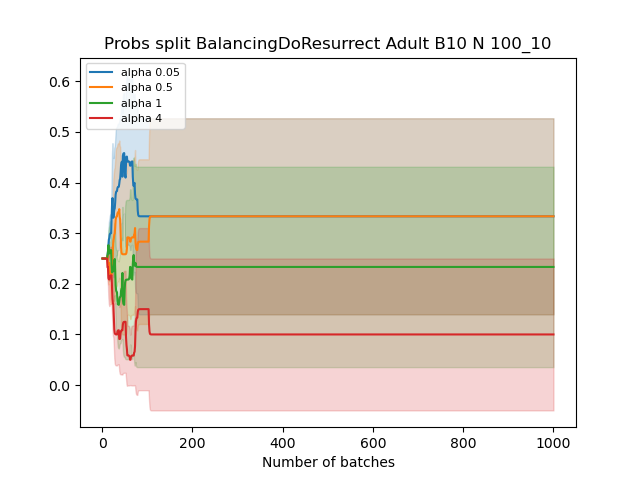 Probs split BalancingDoResurrect Adult B10 N 100_10
alpha 0.05
alpha 0.5
alpha 1
alpha 4
0.6
0.5
0.4
0.3
0.2
0.1
0.0
0 200 400 600 800 1000
Number of batches